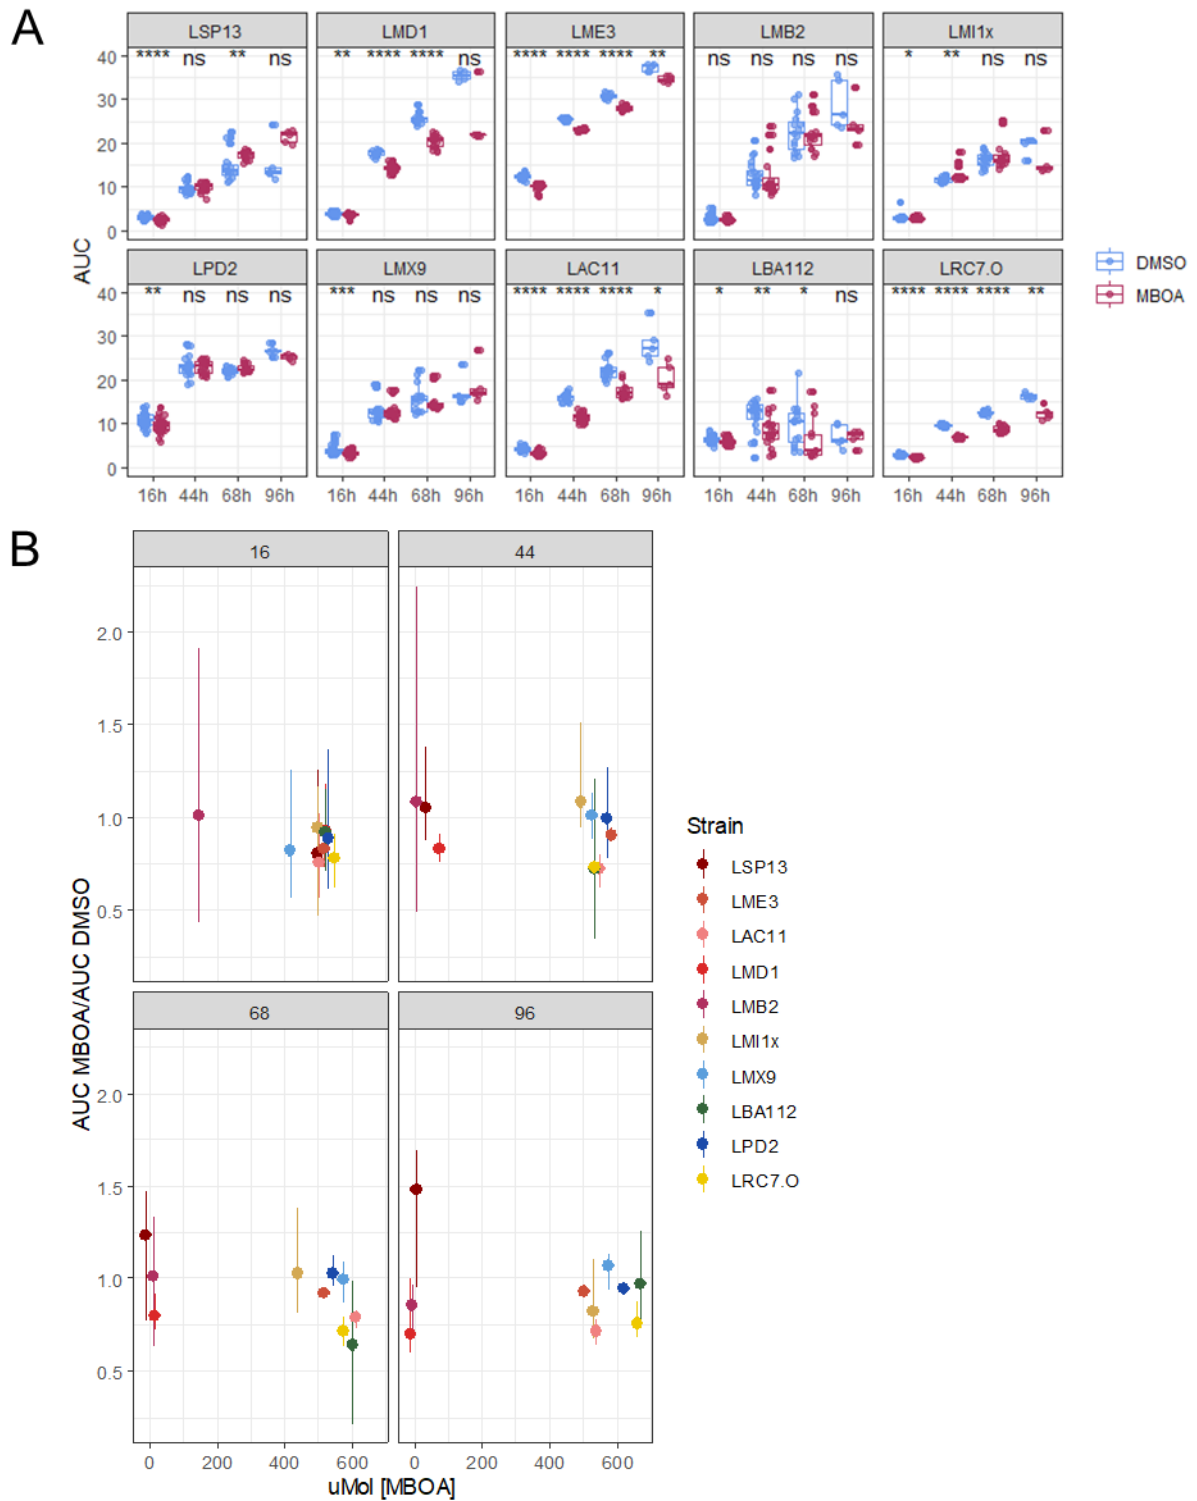 A
LSP13 LMD1 LME3 LMB2 LMI1x
**** ns ** ns ** **** **** ns **** **** **** ** ns ns ns ns * ** ns ns
40
30
20
10
0
AUC
DMSO
MBOA
LPD2 LMX9 LAC11 LBA112 LRC7.O
** ns ns ns *** ns ns ns **** **** **** * * ** * ns **** **** **** **
40
30
20
10
0
16h 44h 68h 96h 16h 44h 68h 96h 16h 44h 68h 96h 16h 44h 68h 96h 16h 44h 68h 96h
B
16 44
2.0
1.5
1.0
0.5
AUC MBOA/AUC DMSO
68 96
2.0
1.5
1.0
0.5
0 200 400 600 0 200 400 600
uMol [MBOA]
Strain
LSP13
LME3
LAC11
LMD1
LMB2
LMI1x
LMX9
LBA112
LPD2
LRC7.O